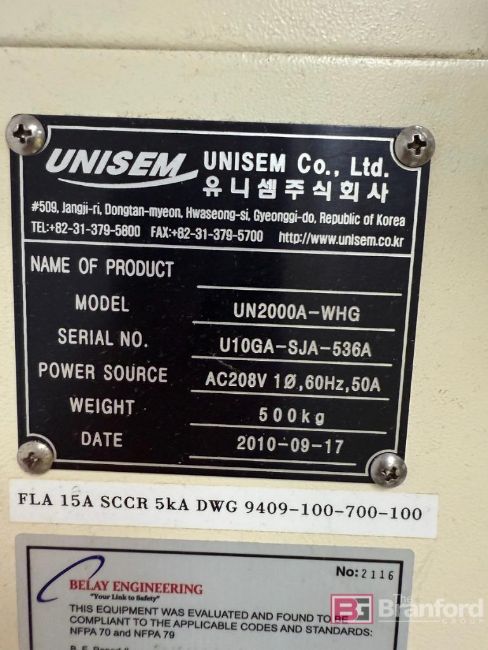 UNISEM UNISEM Co., Ltd.
유니셈주식회사
#509, Jangji-ri, Dongtan-myeon, Hwaseong-si, Gyeonggi-do, Republic of Korea
TEL:+82-31-379-5800 FAX:+82-31-379-5700 http://www.unisem.co.kr
NAME OF PRODUCT
MODEL UN2000A-WHG
SERIAL NO. U10GA-SJA-536A
POWER SOURCE AC208V 1Ø,60Hz,50A
WEIGHT 500kg
DATE 2010-09-17
FLA 15A SCCR 5kA DWG 9409-100-700-100
No: 2116
BELAY ENGINEERING
"Your Link to Safety"
THIS EQUIPMENT WAS EVALUATED AND FOUND TO BE
COMPLIANT TO THE APPLICABLE CODES AND STANDARDS:
NFPA 70 and NFPA 79
BG The Branford GROUP